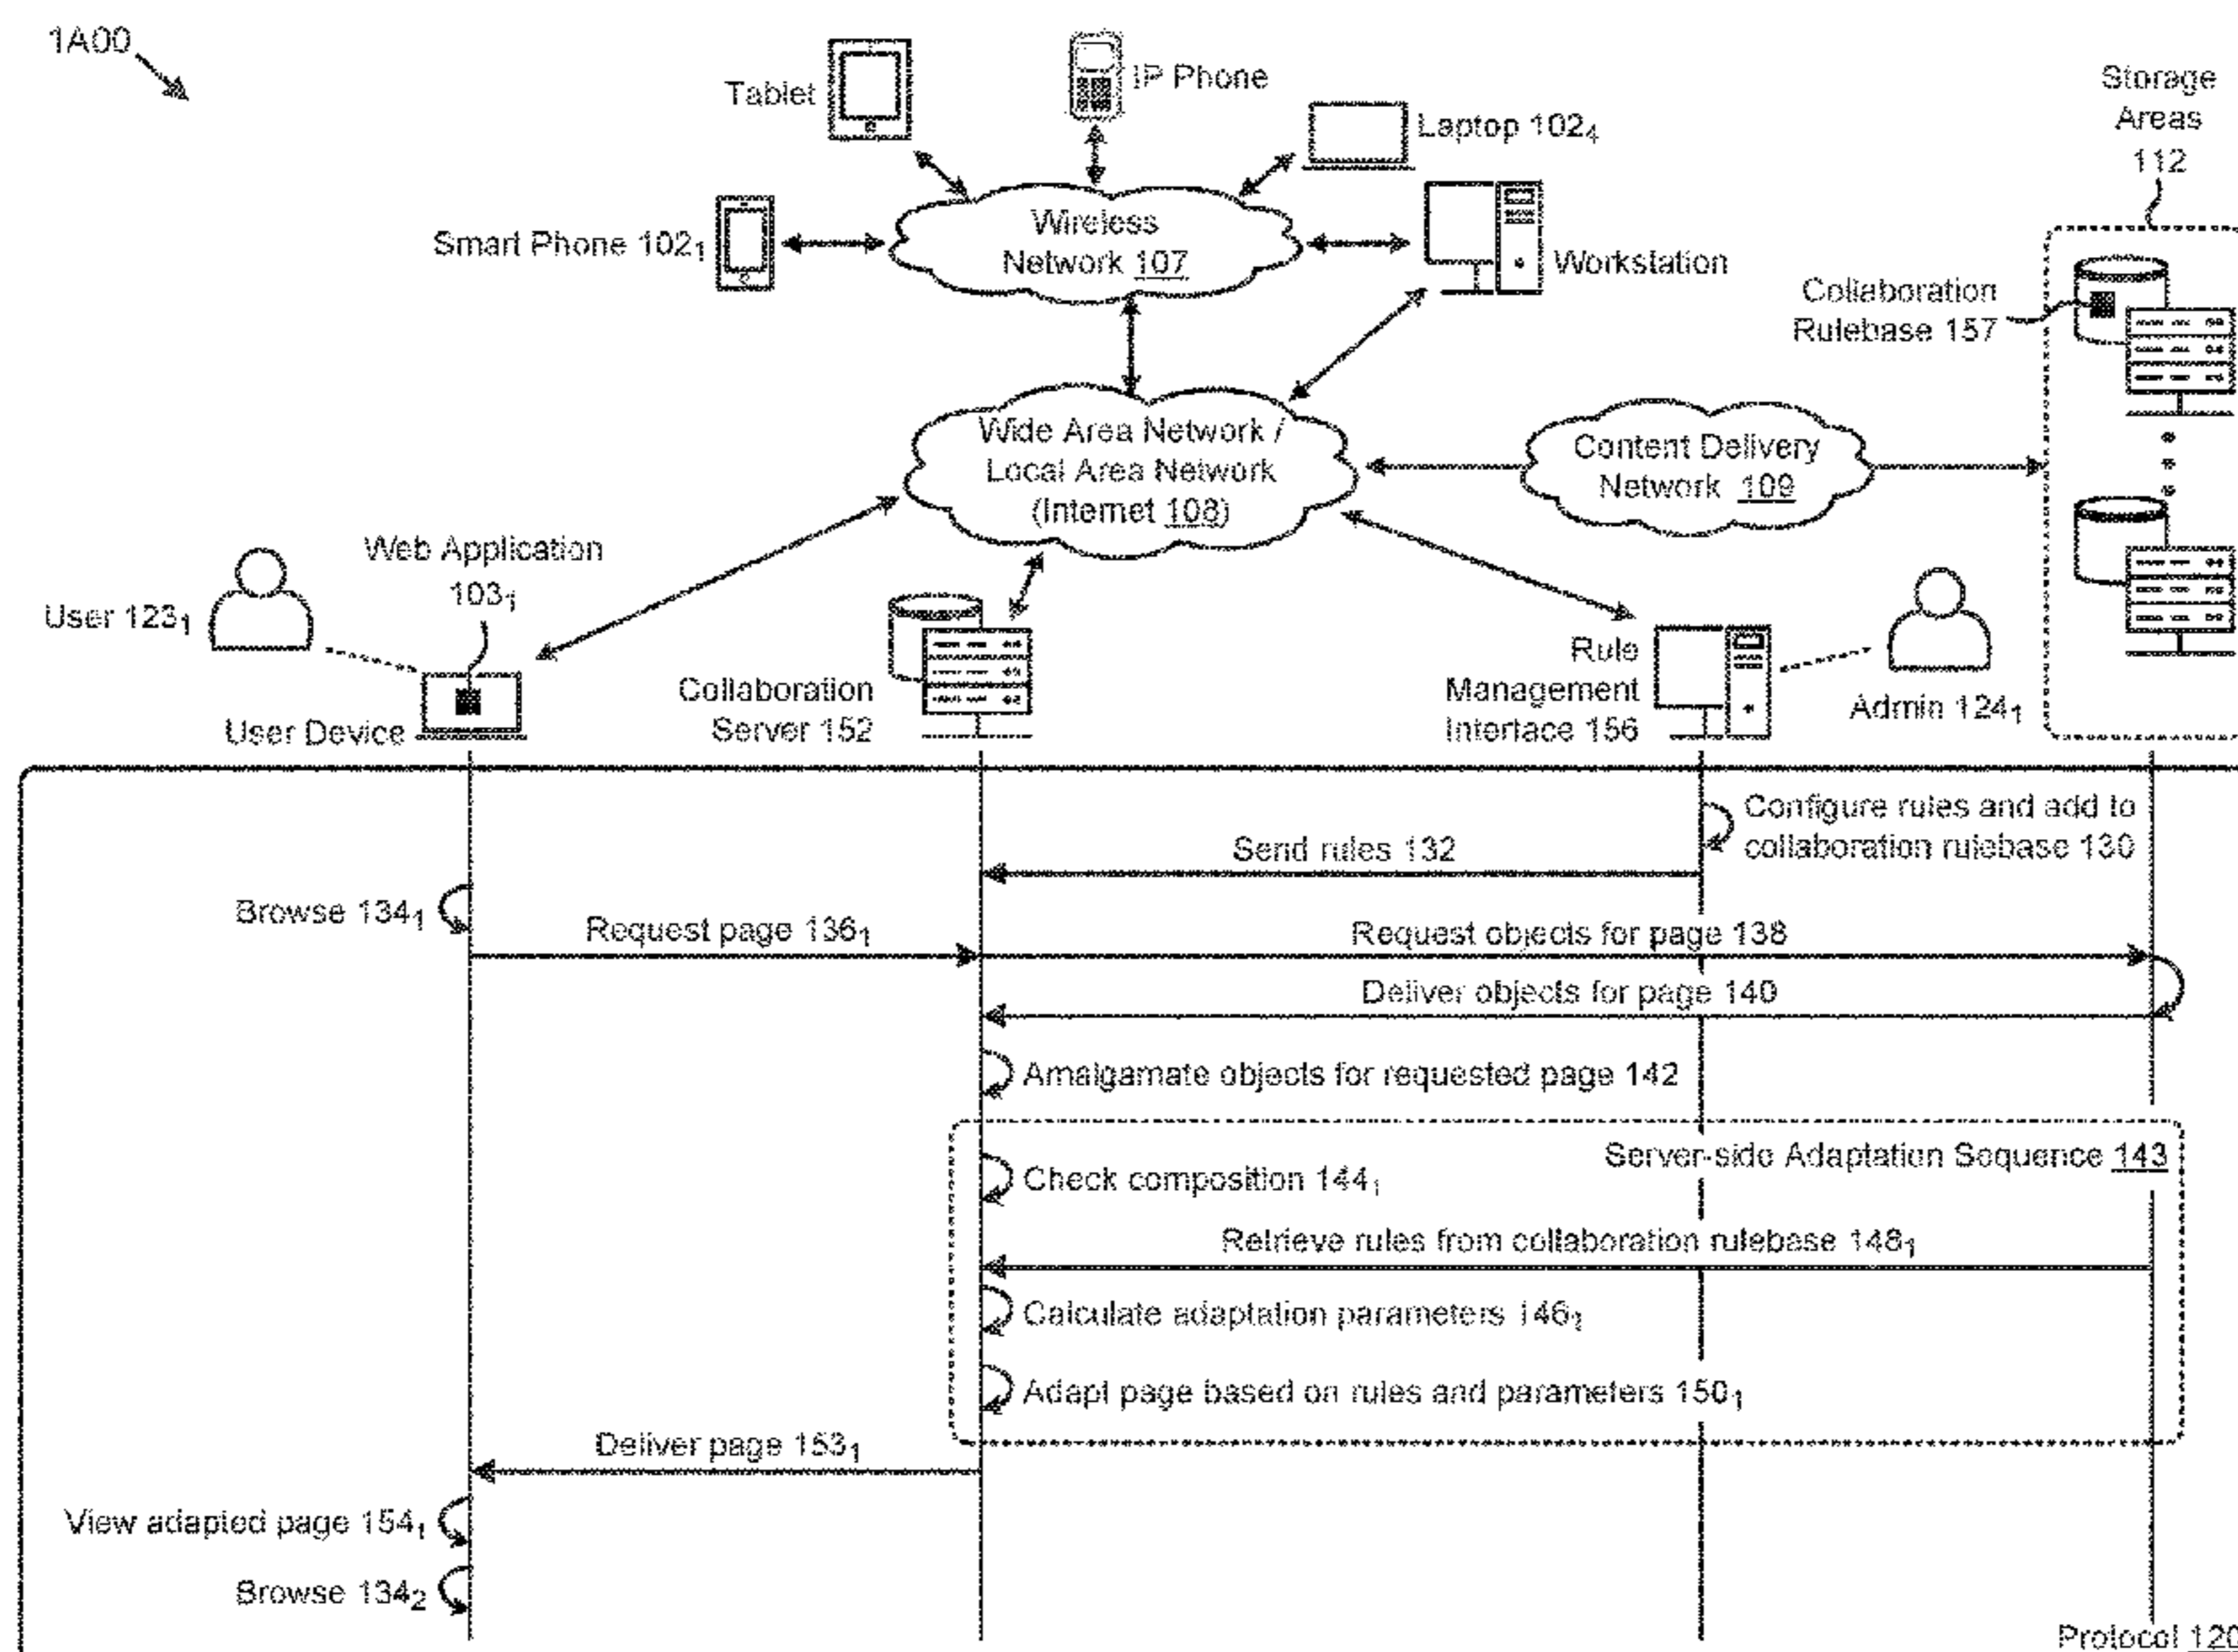 1A00
Tablet
IP Phone
Laptop 102₄
Storage
Areas
112
Smart Phone 102₁
Wireless
Network 107
Workstation
Collaboration
Rulebase 157
Wide Area Network /
Local Area Network
(Internet 108)
Content Delivery
Network 109
User 123₁
Web Application
103₁
User Device
Collaboration
Server 152
Rule
Management
Interface 156
Admin 124₁
Configure rules and add to
collaboration rulebase 130
Send rules 132
Browse 134₁
Request page 136₁
Request objects for page 138
Deliver objects for page 140
Amalgamate objects for requested page 142
Server-side Adaptation Sequence 143
Check composition 144₁
Retrieve rules from collaboration rulebase 148₁
Calculate adaptation parameters 146₁
Adapt page based on rules and parameters 150₁
Deliver page 153₁
View adapted page 154₁
Browse 134₂
Protocol 120